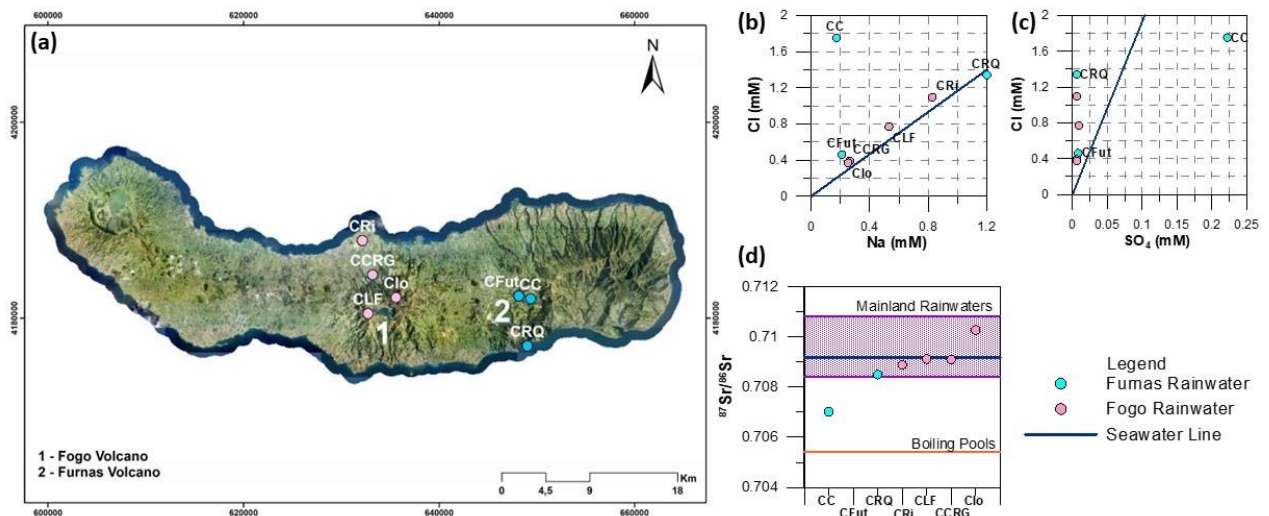 600000 620000 640000 660000
(a)
N
4200000
4200000
CRi
CCRG
Clo
CLF
1
CFut CC
2
CRQ
4180000
4180000
1 - Fogo Volcano
2 - Furnas Volcano
Km
0 4,5 9 18
600000 620000 640000 660000
(b)
2
1.6
1.2
0.8
0.4
0
Cl (mM)
CC
CRQ
CRi
CLF
CFut
CCRG
Clo
0 0.4 0.8 1.2
Na (mM)
(c)
2
1.6
1.2
0.8
0.4
0
Cl (mM)
CC
CRQ
CFut
0 0.05 0.1 0.15 0.2 0.25
SO₄ (mM)
(d)
0.712
0.71
0.708
0.706
0.704
⁸⁷Sr/⁸⁶Sr
Mainland Rainwaters
Boiling Pools
CC CRQ CLF Clo
CFut CRi CCRG
Legend
Furnas Rainwater
Fogo Rainwater
Seawater Line